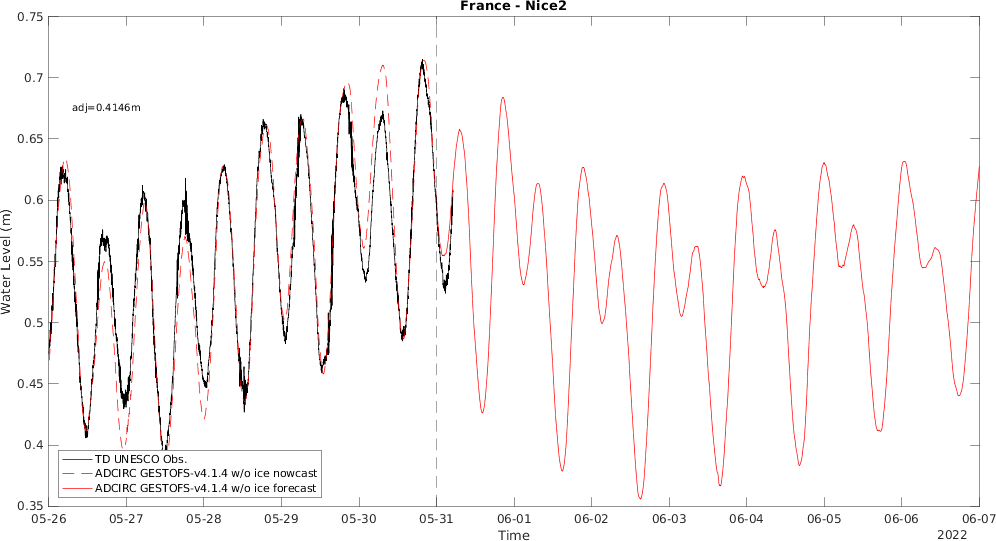 France - Nice2
0.75
0.7
0.65
0.6
0.55
0.5
0.45
0.4
0.35
Water Level (m)
adj=0.4146m
TD UNESCO Obs.
ADCIRC GESTOFS-v4.1.4 w/o ice nowcast
ADCIRC GESTOFS-v4.1.4 w/o ice forecast
05-26 05-27 05-28 05-29 05-30 05-31 06-01 06-02 06-03 06-04 06-05 06-06 06-07
Time
2022